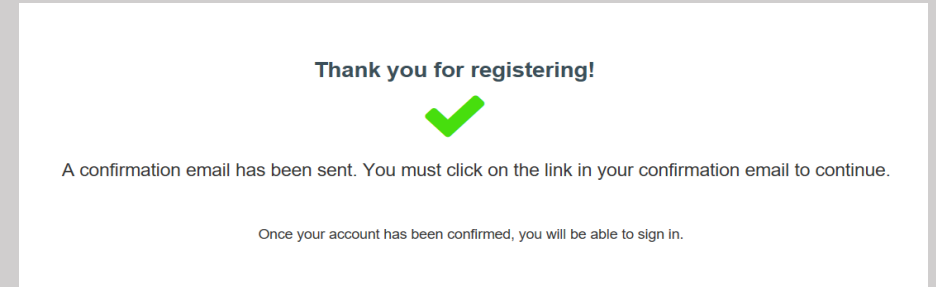 Thank you for registering!
A confirmation email has been sent. You must click on the link in your confirmation email to continue.
Once your account has been confirmed, you will be able to sign in.